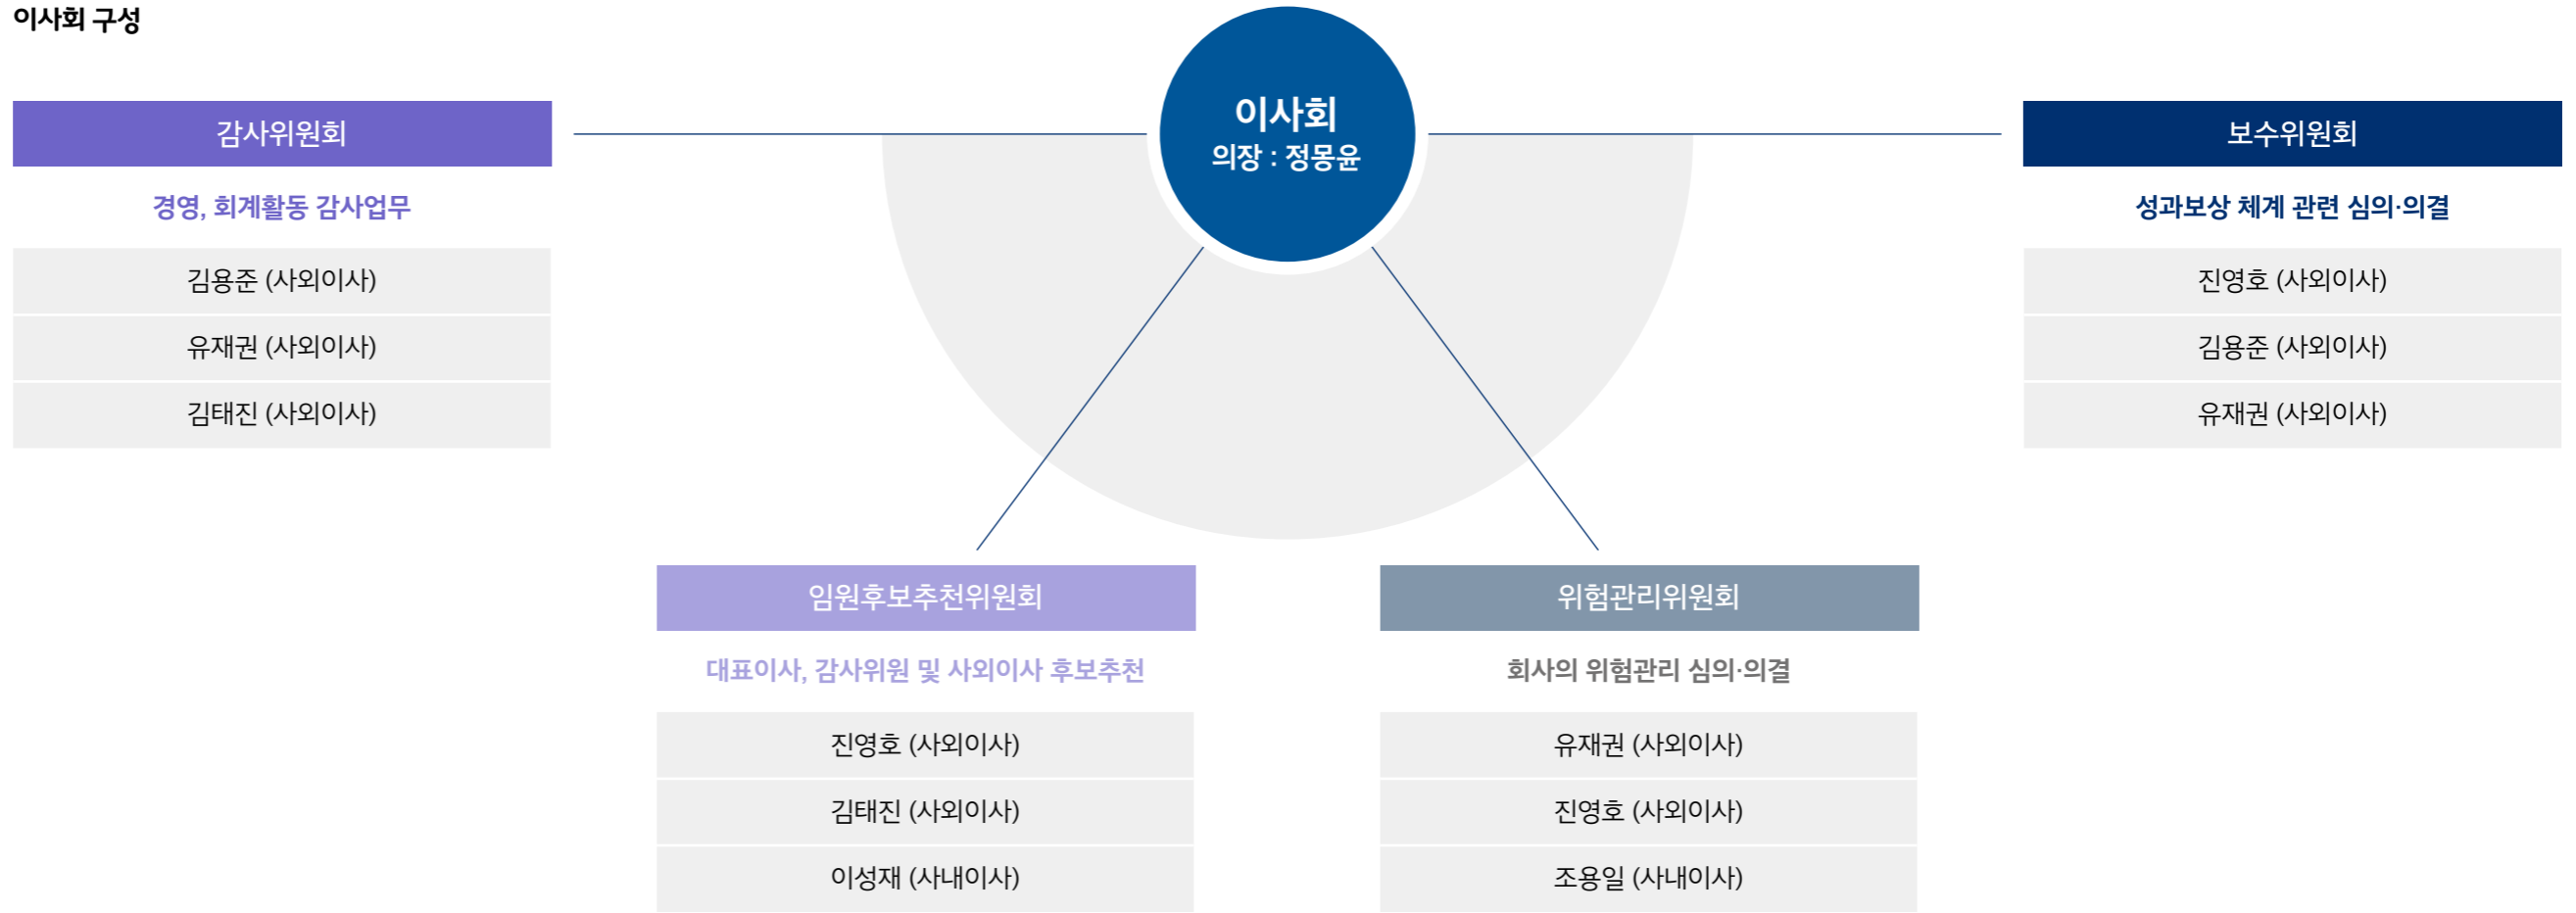 이사회 구성
이사회
의장 : 정몽윤
감사위원회
경영, 회계활동 감사업무
김용준 (사외이사)
유재권 (사외이사)
김태진 (사외이사)
보수위원회
성과보상 체계 관련 심의·의결
진영호 (사외이사)
김용준 (사외이사)
유재권 (사외이사)
임원후보추천위원회
대표이사, 감사위원 및 사외이사 후보추천
진영호 (사외이사)
김태진 (사외이사)
이성재 (사내이사)
위험관리위원회
회사의 위험관리 심의·의결
유재권 (사외이사)
진영호 (사외이사)
조용일 (사내이사)